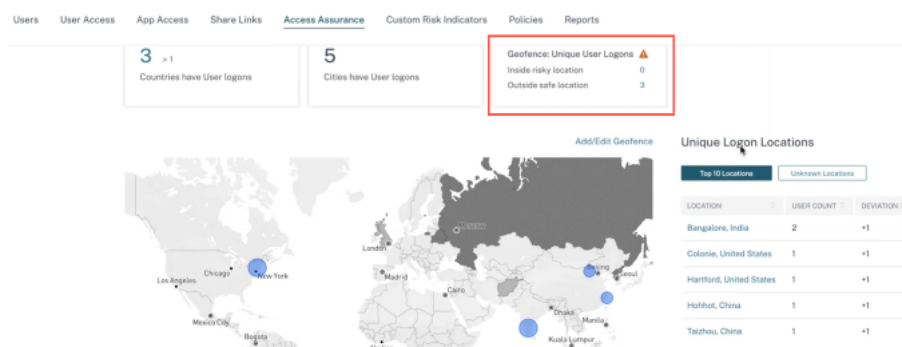 Users User Access App Access Share Links Access Assurance Custom Risk Indicators Policies Reports
3
Countries have User logons
5
Cities have User logons
Geofence: Unique User Logons
Inside risky location 0
Outside safe location 3
Add/Edit Geofence
Unique Logon Locations
Top 10 Locations Unknown Locations
LOCATION USER COUNT DEVIATION
Bangalore, India 2 +1
Colonie, United States 1 +1
Hartford, United States 1 +1
Hohhot, China 1 +1
Taizhou, China 1 +1
Moscow
London
Madrid
Chicago
New York
Los Angeles
Seoul
Cairo
Dhaka
Manila
Mexico City
Bogota
Kuala Lumpur